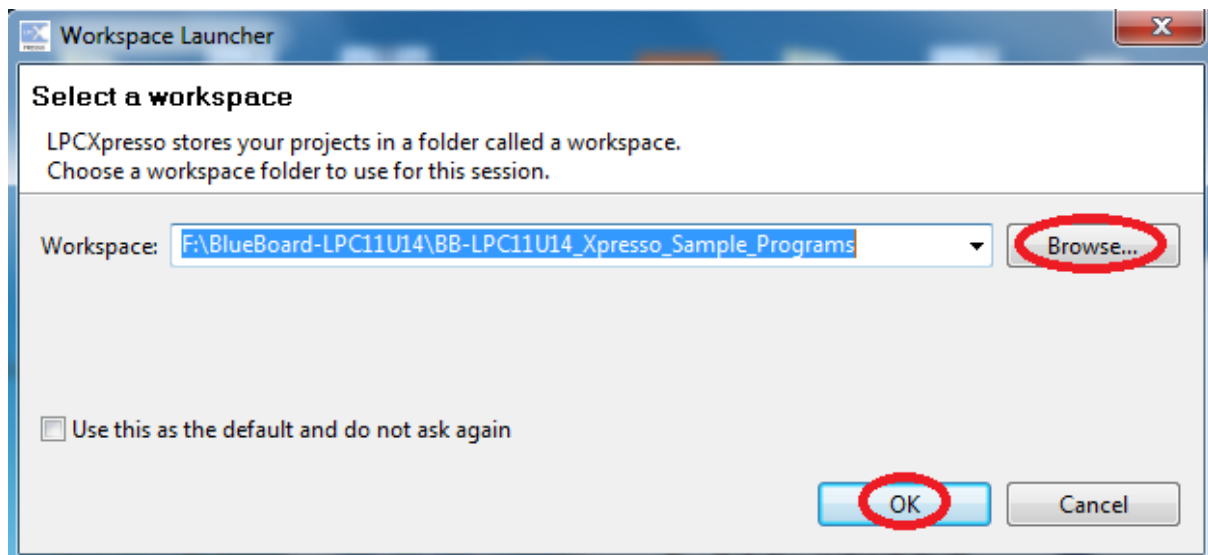 Workspace Launcher
Select a workspace
LPCXpresso stores your projects in a folder called a workspace.
Choose a workspace folder to use for this session.
Workspace: F:\BlueBoard-LPC11U14\BB-LPC11U14_Xpresso_Sample_Programs Browse...
Use this as the default and do not ask again
OK Cancel